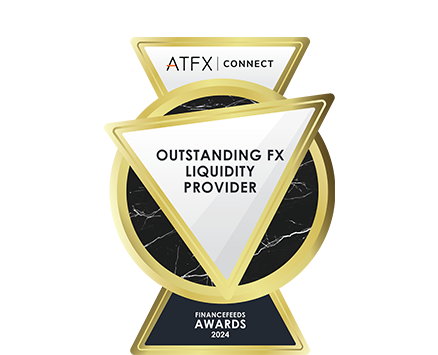 ATFX | CONNECT
OUTSTANDING FX
LIQUIDITY
PROVIDER
FINANCEFEEDS
AWARDS
2024